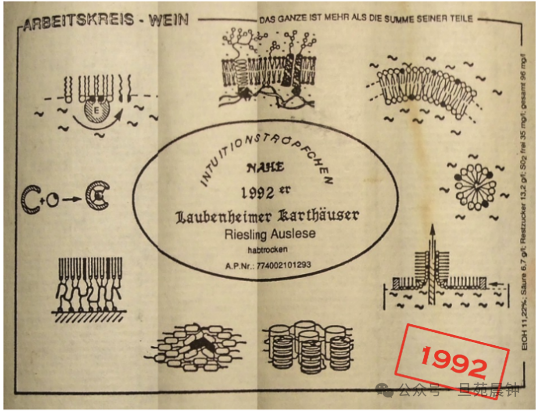 ARBEITSKREIS - WEIN
DAS GANZE IST MEHR ALS DIE SUMME SEINER TEILE
E
INTUITIONSTRÖPFCHEN
NAHE
1992 er
Laubenheimer Karthäuser
Riesling Auslese
habtrocken
A.P.Nr.: 774002101293
EtOH 11,22%, Säure 6,7 g/l; Restzucker 13,2 g/l; SO₂ frei 35 mg/l; gesamt 96 mg/l
1992
公众号 · 旦苑晨钟